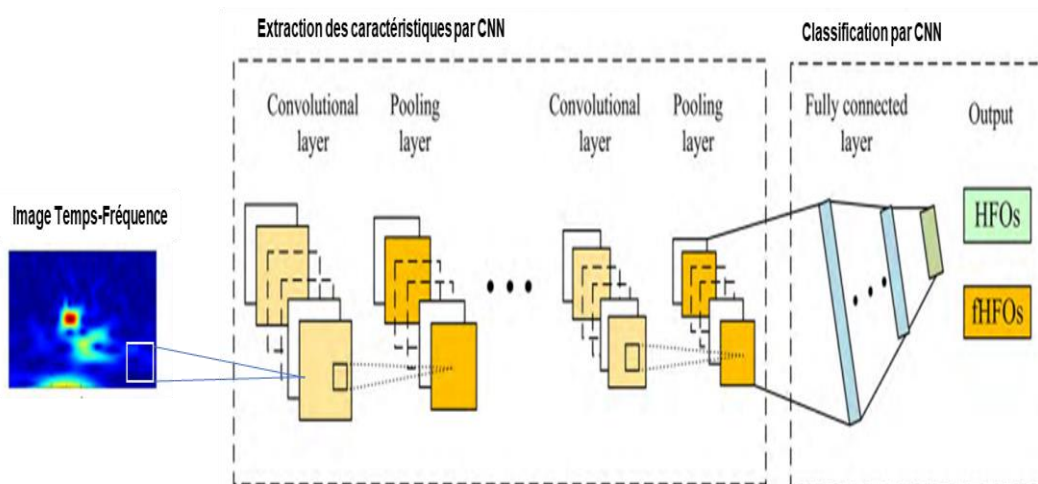 Extraction des caractéristiques par CNN
Classification par CNN
Convolutional
layer
Pooling
layer
Convolutional
layer
Pooling
layer
Fully connected
layer
Output
Image Temps-Fréquence
HFOs
fHFOs